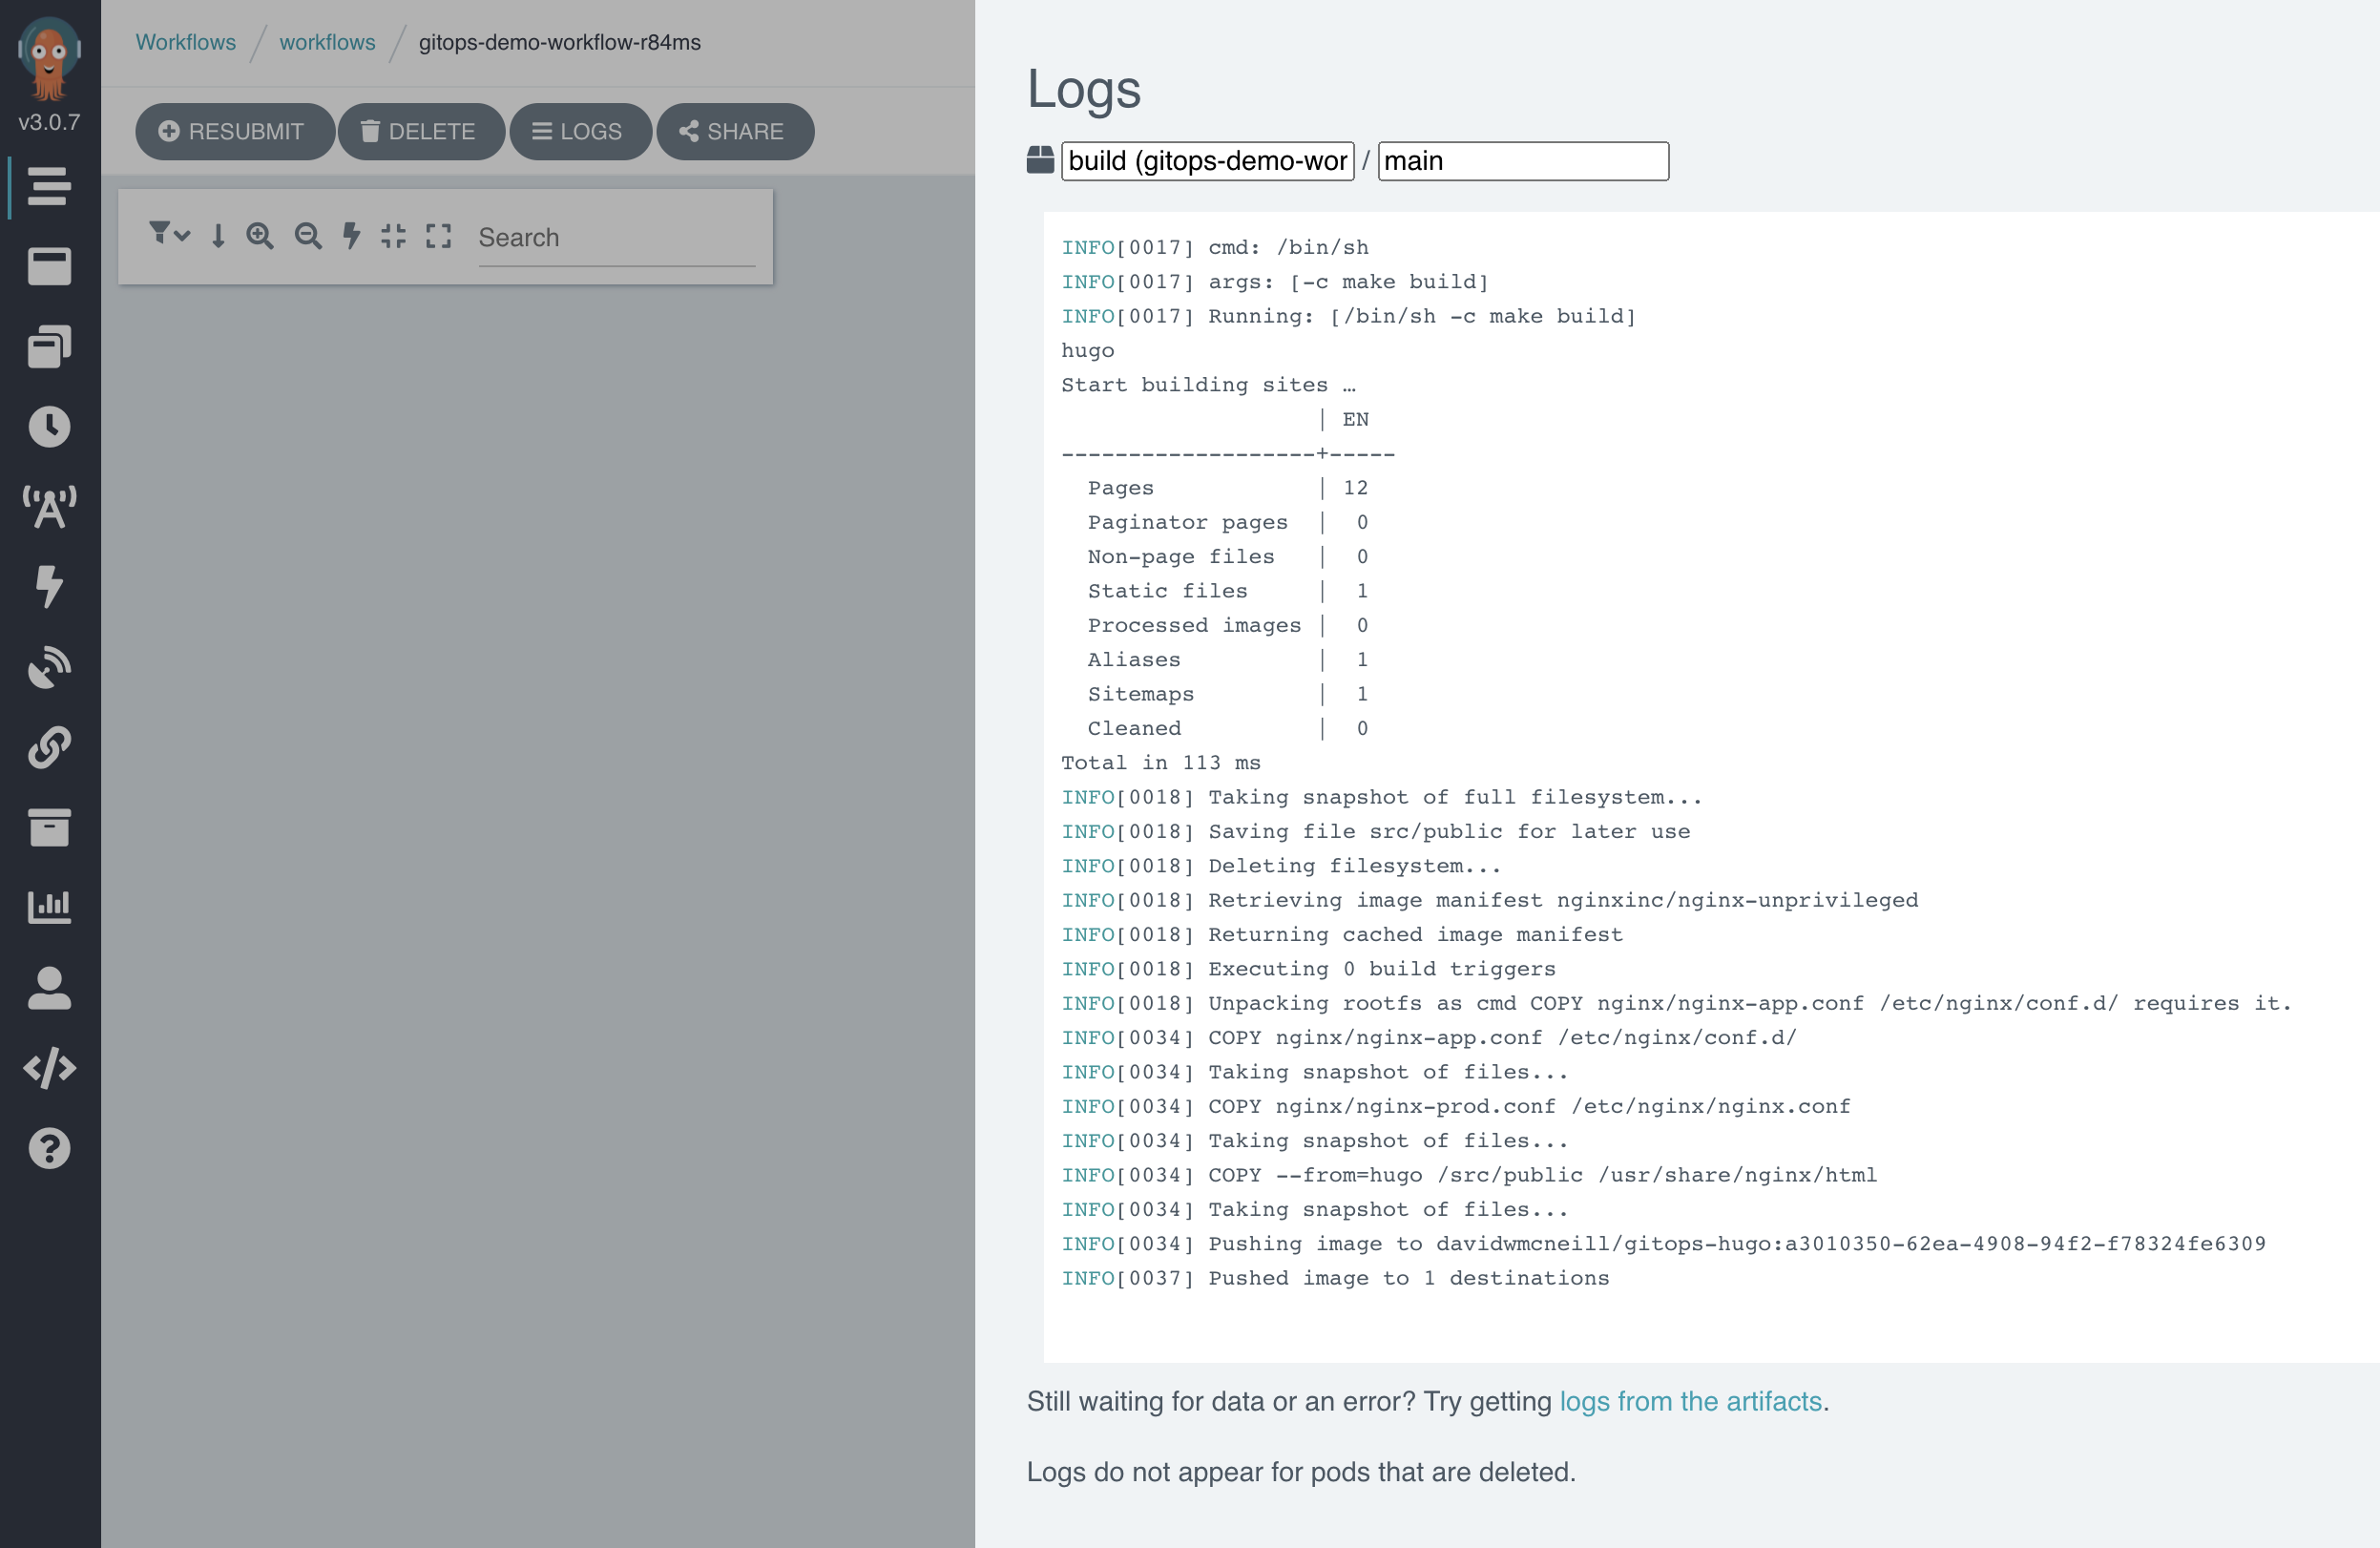 v3.0.7
Workflows / workflows / gitops-demo-workflow-r84ms
RESUBMIT DELETE LOGS SHARE
Search
Logs
build (gitops-demo-wor / main
INFO[0017] cmd: /bin/sh
INFO[0017] args: [-c make build]
INFO[0017] Running: [/bin/sh -c make build]
hugo
Start building sites …
                   | EN
-------------------+-----
  Pages            | 12
  Paginator pages  |  0
  Non-page files   |  0
  Static files     |  1
  Processed images |  0
  Aliases          |  1
  Sitemaps         |  1
  Cleaned          |  0
Total in 113 ms
INFO[0018] Taking snapshot of full filesystem...
INFO[0018] Saving file src/public for later use
INFO[0018] Deleting filesystem...
INFO[0018] Retrieving image manifest nginxinc/nginx-unprivileged
INFO[0018] Returning cached image manifest
INFO[0018] Executing 0 build triggers
INFO[0018] Unpacking rootfs as cmd COPY nginx/nginx-app.conf /etc/nginx/conf.d/ requires it.
INFO[0034] COPY nginx/nginx-app.conf /etc/nginx/conf.d/
INFO[0034] Taking snapshot of files...
INFO[0034] COPY nginx/nginx-prod.conf /etc/nginx/nginx.conf
INFO[0034] Taking snapshot of files...
INFO[0034] COPY --from=hugo /src/public /usr/share/nginx/html
INFO[0034] Taking snapshot of files...
INFO[0034] Pushing image to davidwmcneill/gitops-hugo:a3010350-62ea-4908-94f2-f78324fe6309
INFO[0037] Pushed image to 1 destinations
Still waiting for data or an error? Try getting logs from the artifacts.
Logs do not appear for pods that are deleted.